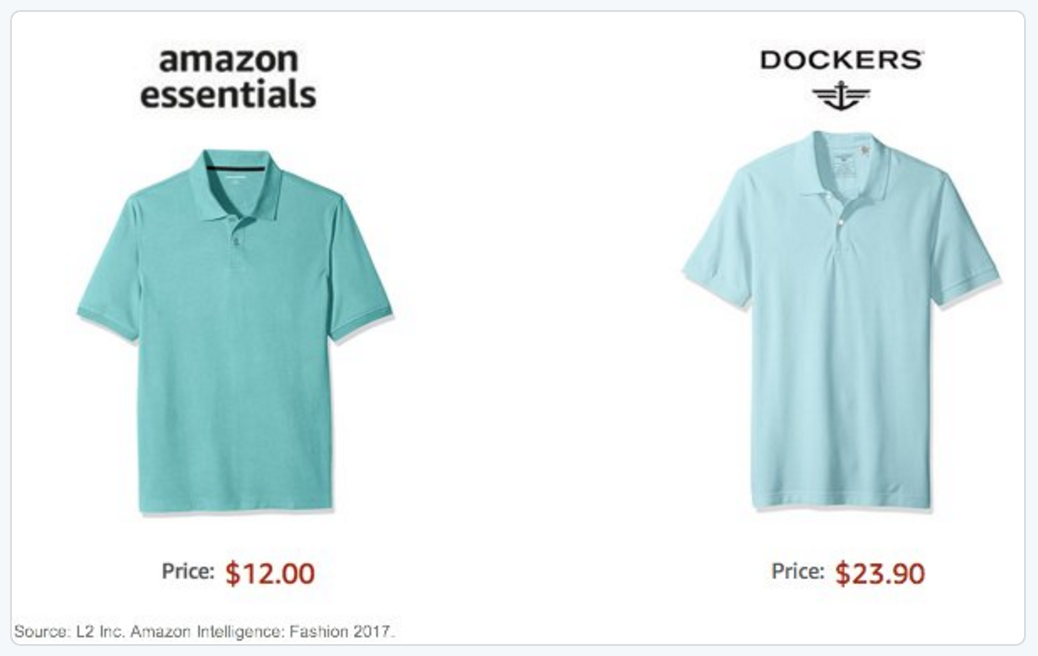 amazon
essentials
DOCKERS
Price: $12.00
Price: $23.90
Source: L2 Inc. Amazon Intelligence: Fashion 2017.